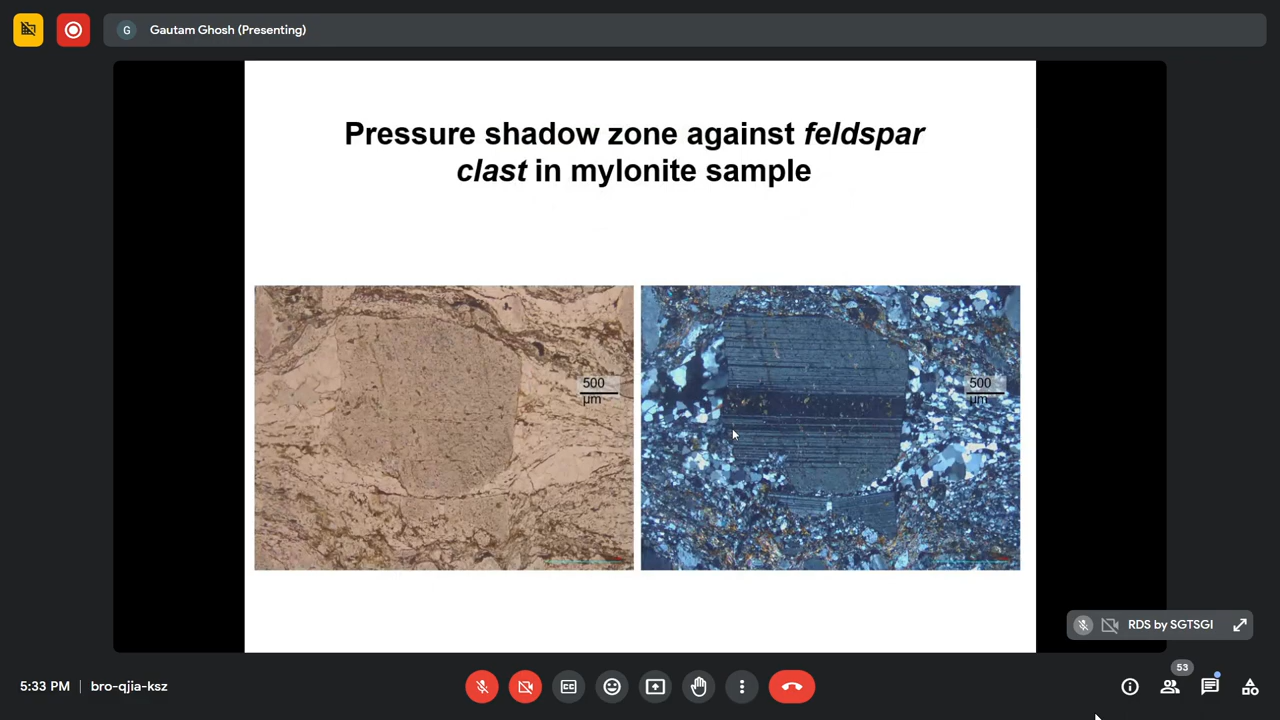 G Gautam Ghosh (Presenting)
Pressure shadow zone against feldspar
clast in mylonite sample
500
μm
500
μm
RDS by SGTSGI
53
5:33 PM | bro-qjia-ksz
CC